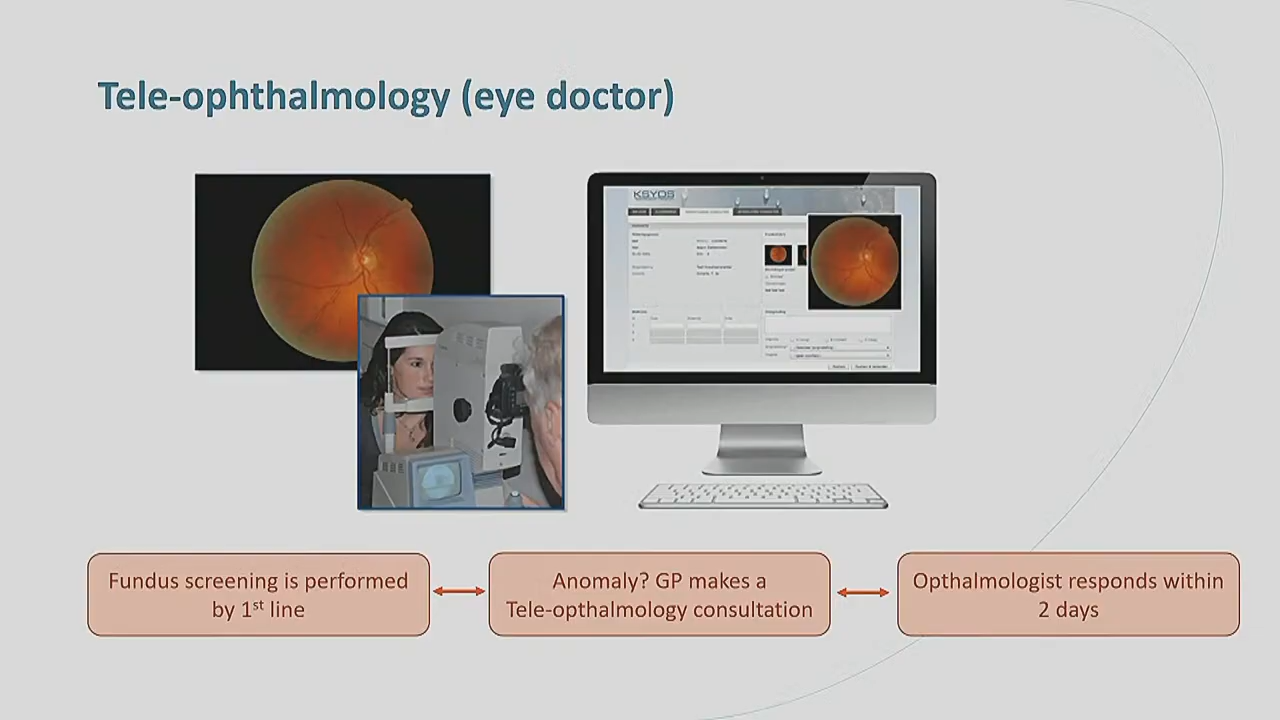 Tele-ophthalmology (eye doctor)
KSYOS
Fundus screening is performed
by 1st line
Anomaly? GP makes a
Tele-opthalmology consultation
Opthalmologist responds within
2 days